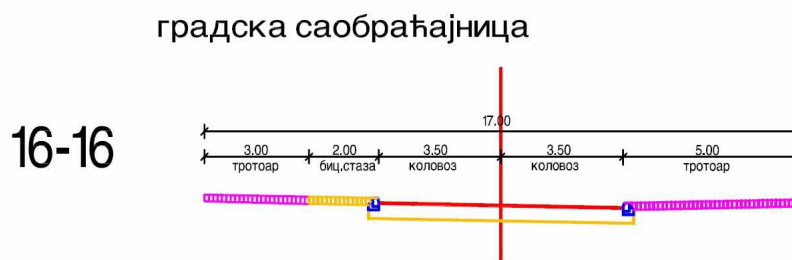 градска саобраћајница
16-16
17.00
3.00 2.00 3.50 3.50 5.00
тротоар биц.стаза коловоз коловоз тротоар